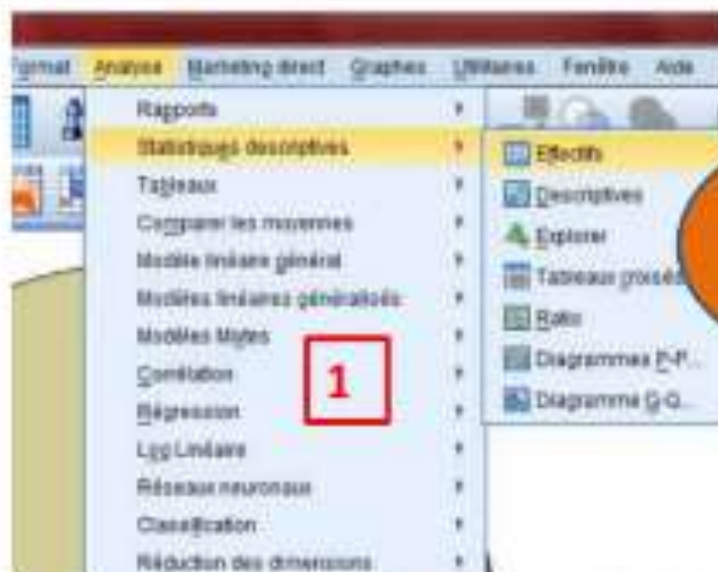 Format Analyse Marketing direct Graphes Utilitaires Fenêtre Aide
Rapports
Statistiques descriptives
Tableaux
Comparer les moyennes
Modèle linéaire général
Modèles linéaires généralisés
Modèles Mixtes
Corrélation
Régression
Log Linéaire
Réseaux neuronaux
Classification
Réduction des dimensions
Effectifs
Descriptives
Explorer
Tableaux croisés
Ratio
Diagrammes P-P...
Diagramme Q-Q...
1